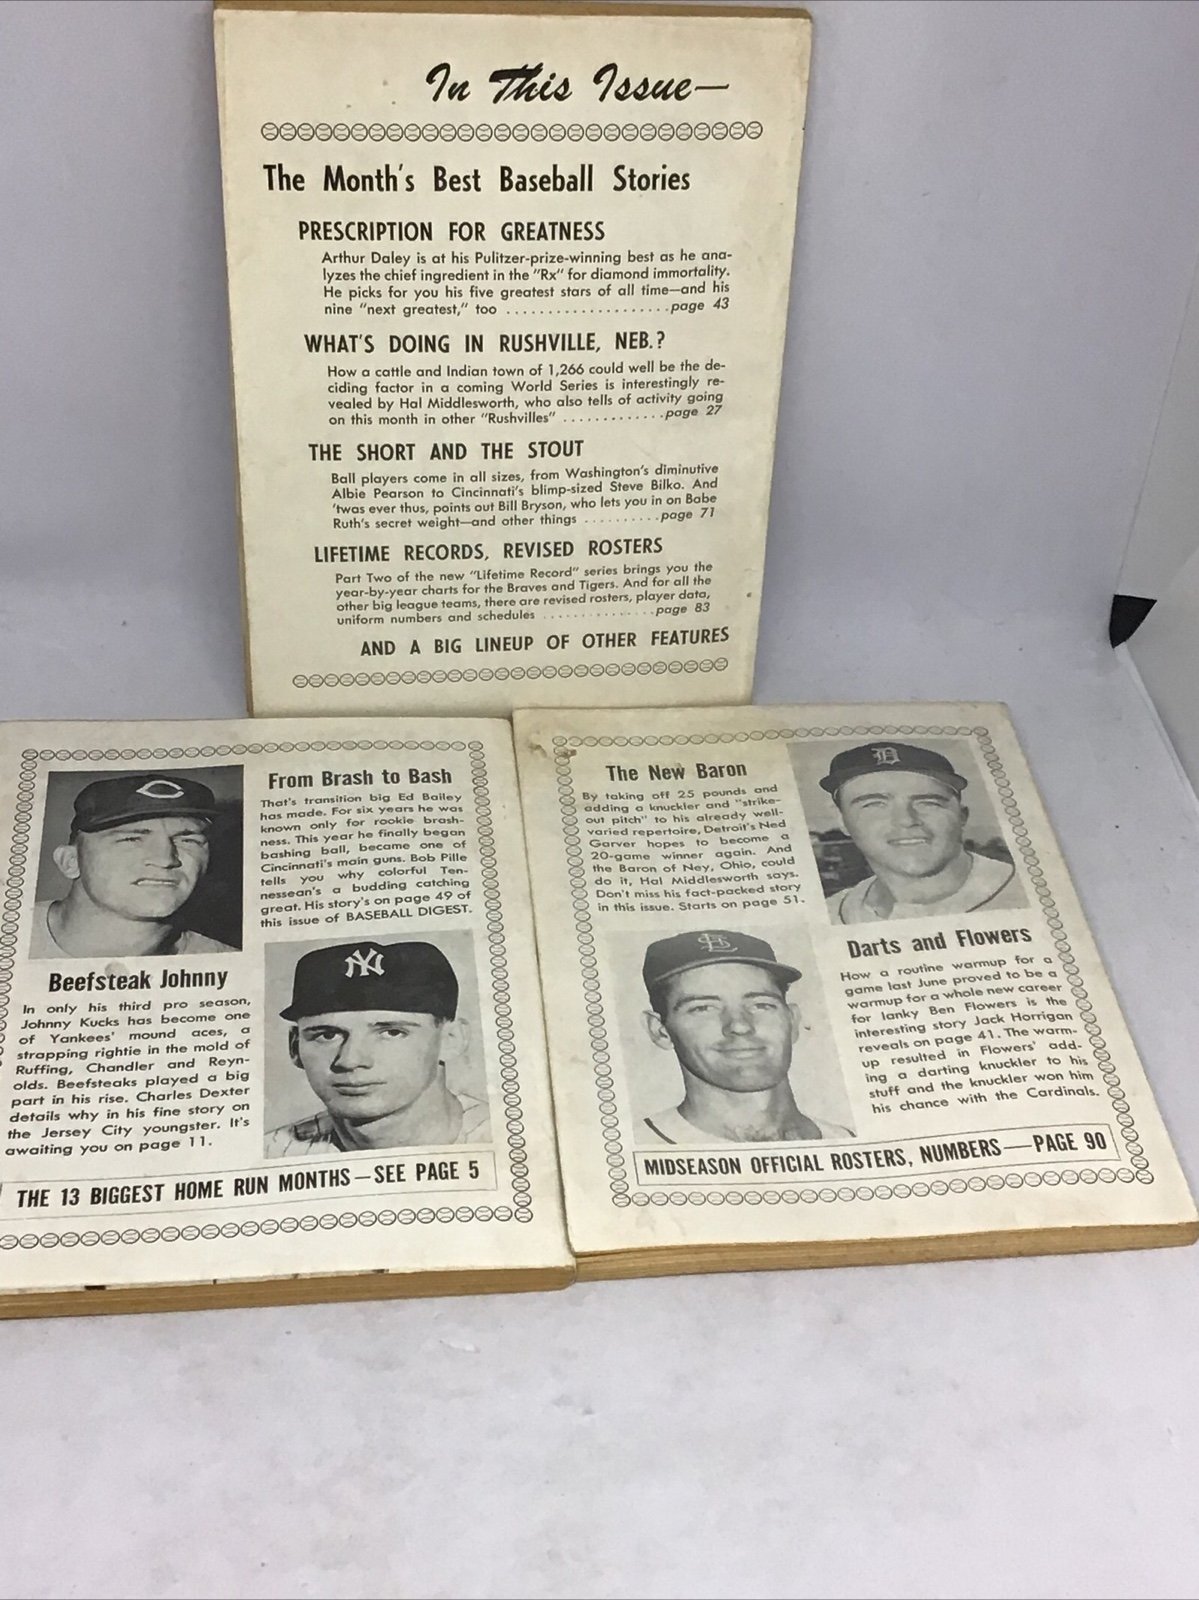 In This Issue—
The Month's Best Baseball Stories
PRESCRIPTION FOR GREATNESS
Arthur Daley is at his Pulitzer-prize-winning best as he ana-
lyzes the chief ingredient in the "Rx" for diamond immortality.
He picks for you his five greatest stars of all time—and his
nine "next greatest," too ....................page 43
WHAT'S DOING IN RUSHVILLE, NEB.?
How a cattle and Indian town of 1,266 could well be the de-
ciding factor in a coming World Series is interestingly re-
vealed by Hal Middlesworth, who also tells of activity going
on this month in other "Rushvilles" .............page 27
THE SHORT AND THE STOUT
Ball players come in all sizes, from Washington's diminutive
Albie Pearson to Cincinnati's blimp-sized Steve Bilko. And
'twas ever thus, points out Bill Bryson, who lets you in on Babe
Ruth's secret weight—and other things ..........page 71
LIFETIME RECORDS, REVISED ROSTERS
Part Two of the new "Lifetime Record" series brings you the
year-by-year charts for the Braves and Tigers. And for all the
other big league teams, there are revised rosters, player data,
uniform numbers and schedules ..............page 83
AND A BIG LINEUP OF OTHER FEATURES
C
From Brash to Bash
That's transition big Ed Bailey
has made. For six years he was
known only for rookie brash-
ness. This year he finally began
bashing ball, became one of
Cincinnati's main guns. Bob Pille
tells you why colorful Ten-
nessean's a budding catching
great. His story's on page 49 of
this issue of BASEBALL DIGEST.
Beefsteak Johnny
In only his third pro season,
Johnny Kucks has become one
of Yankees' mound aces, a
strapping rightie in the mold of
Ruffing, Chandler and Reyn-
olds. Beefsteaks played a big
part in his rise. Charles Dexter
details why in his fine story on
the Jersey City youngster. It's
awaiting you on page 11.
NY
THE 13 BIGGEST HOME RUN MONTHS—SEE PAGE 5
The New Baron
By taking off 25 pounds and
adding a knuckler and "strike-
out pitch" to his already well-
varied repertoire, Detroit's Ned
Garver hopes to become a
20-game winner again. And
the Baron of Ney, Ohio, could
do it, Hal Middlesworth says.
Don't miss his fact-packed story
in this issue. Starts on page 51.
D
StL
Darts and Flowers
How a routine warmup for a
game last June proved to be a
warmup for a whole new career
for lanky Ben Flowers is the
interesting story Jack Horrigan
reveals on page 41. The warm-
up resulted in Flowers' add-
ing a darting knuckler to his
stuff and the knuckler won him
his chance with the Cardinals.
MIDSEASON OFFICIAL ROSTERS, NUMBERS—PAGE 90